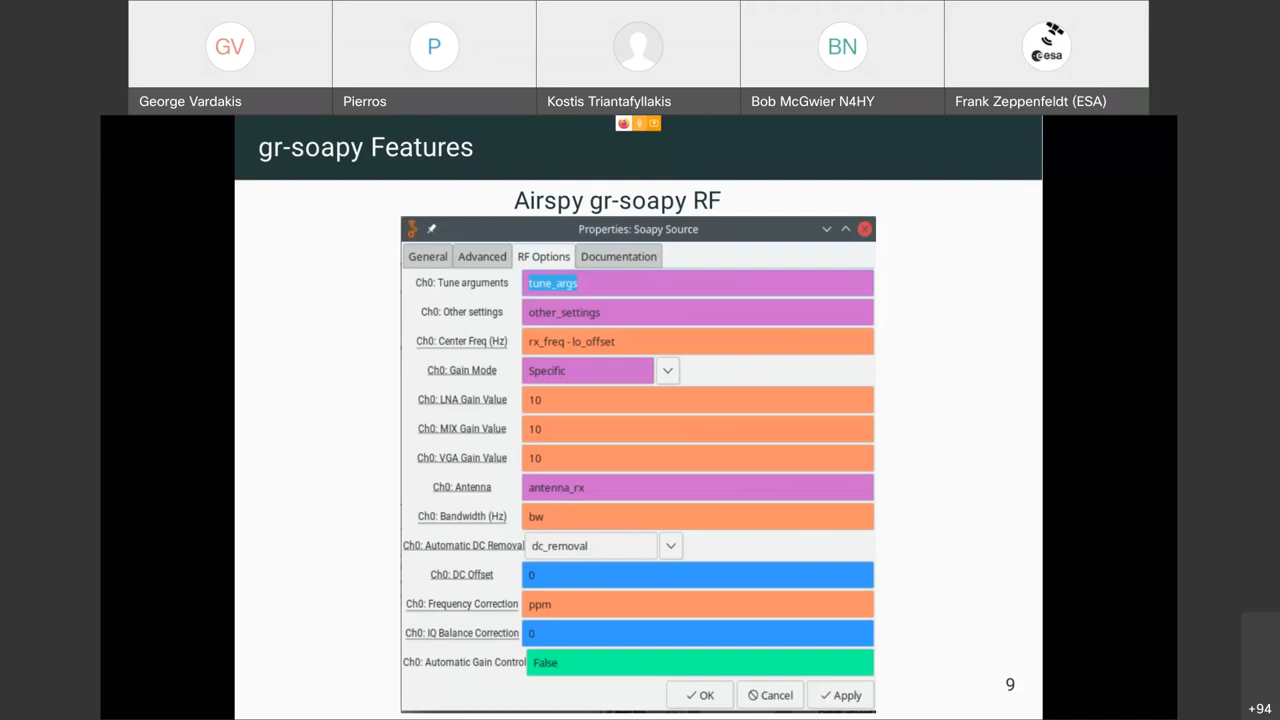 GV
P
BN
esa
George Vardakis
Pierros
Kostis Triantafyllakis
Bob McGwier N4HY
Frank Zeppenfeldt (ESA)
gr-soapy Features
Airspy gr-soapy RF
Properties: Soapy Source
General Advanced RF Options Documentation
Ch0: Tune arguments tune_args
Ch0: Other settings other_settings
Ch0: Center Freq (Hz) rx_freq - lo_offset
Ch0: Gain Mode Specific
Ch0: LNA Gain Value 10
Ch0: MIX Gain Value 10
Ch0: VGA Gain Value 10
Ch0: Antenna antenna_rx
Ch0: Bandwidth (Hz) bw
Ch0: Automatic DC Removal dc_removal
Ch0: DC Offset 0
Ch0: Frequency Correction ppm
Ch0: IQ Balance Correction 0
Ch0: Automatic Gain Control False
OK Cancel Apply
9
+94